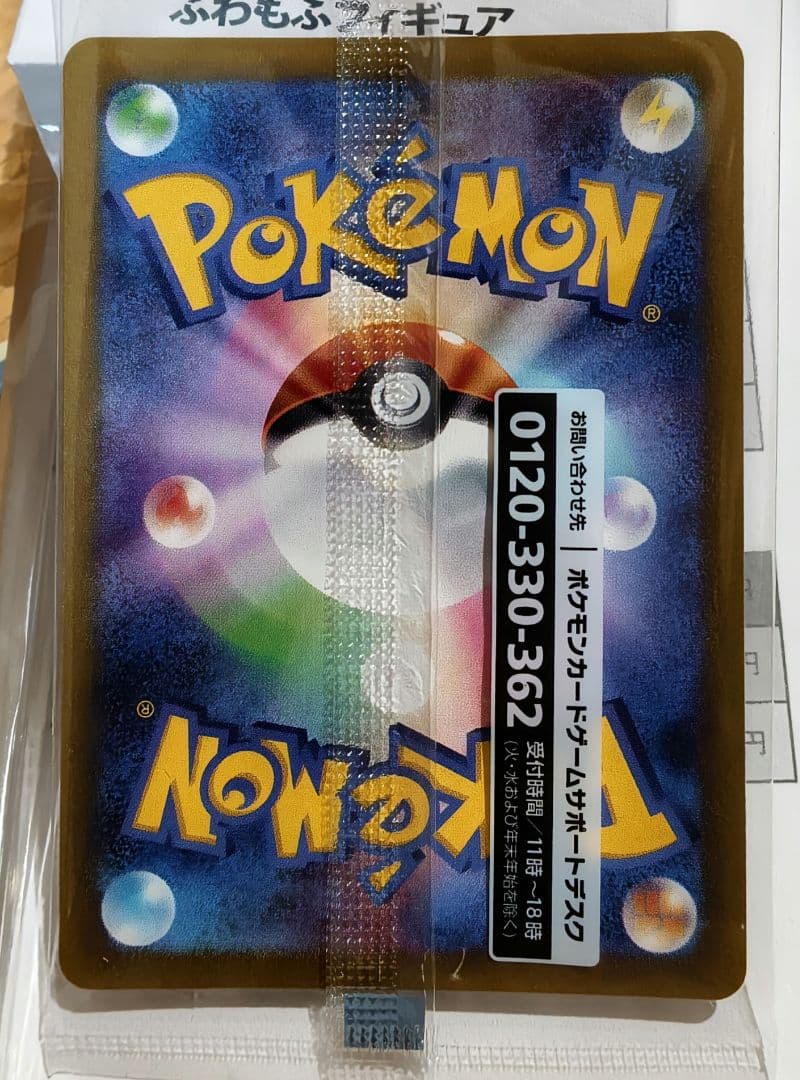 ふわもふフィギュア
POKéMON
®
お問い合わせ先 | ポケモンカードゲームサポートデスク
0120-330-362 受付時間/11時~18時
(火・水および年末年始を除く)
POKéMON
®
円
円